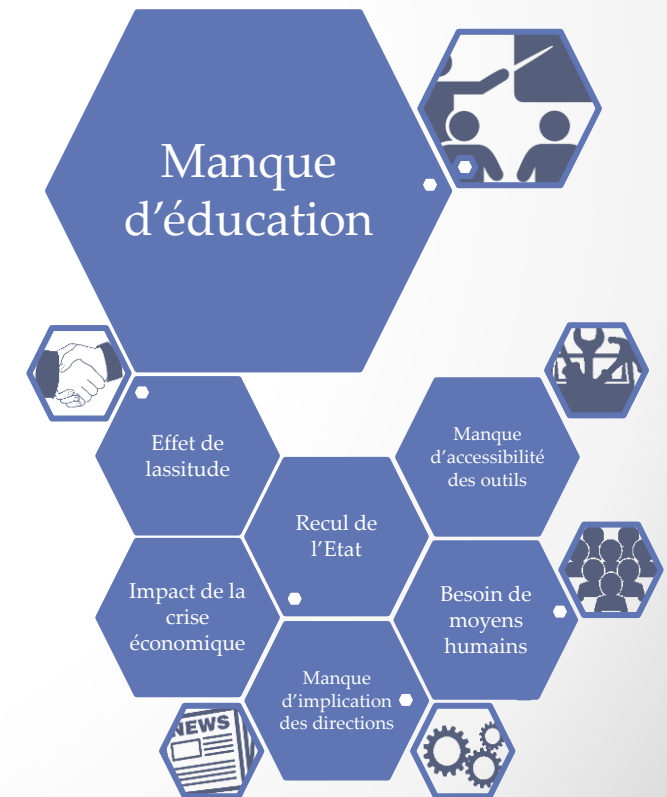 Manque
d'éducation
Effet de
lassitude
Manque
d'accessibilité
des outils
Recul de
l'Etat
Impact de la
crise
économique
Besoin de
moyens
humains
Manque
d'implication
des directions
NEWS